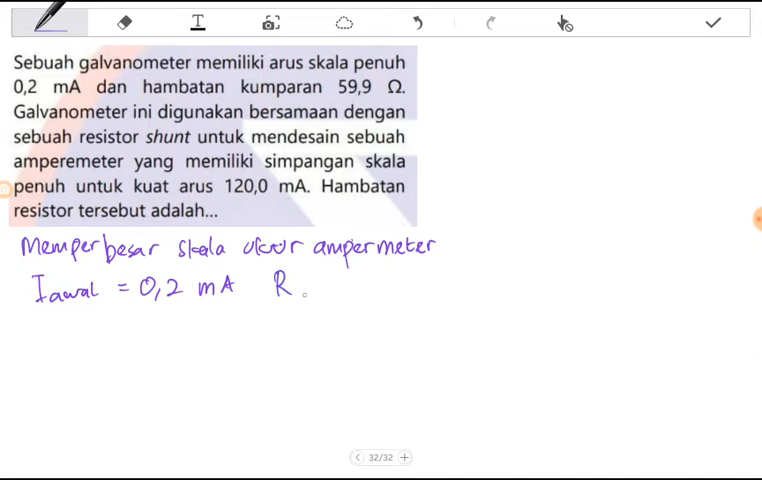 T
Sebuah galvanometer memiliki arus skala penuh
0,2 mA dan hambatan kumparan 59,9 Ω.
Galvanometer ini digunakan bersamaan dengan
sebuah resistor shunt untuk mendesain sebuah
amperemeter yang memiliki simpangan skala
penuh untuk kuat arus 120,0 mA. Hambatan
resistor tersebut adalah...
Memperbesar skala ukur ampermeter
I awal = 0,2 mA R
32/32